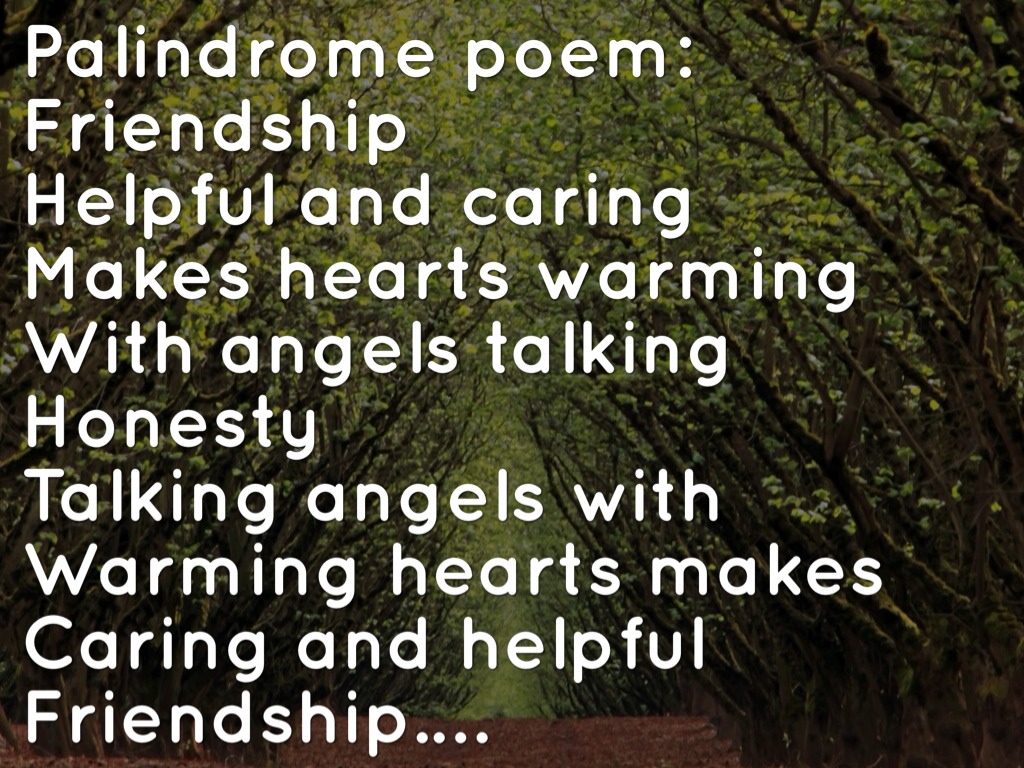 Palindrome poem:
Friendship
Helpful and caring
Makes hearts warming
With angels talking
Honesty
Talking angels with
Warming hearts makes
Caring and helpful
Friendship....